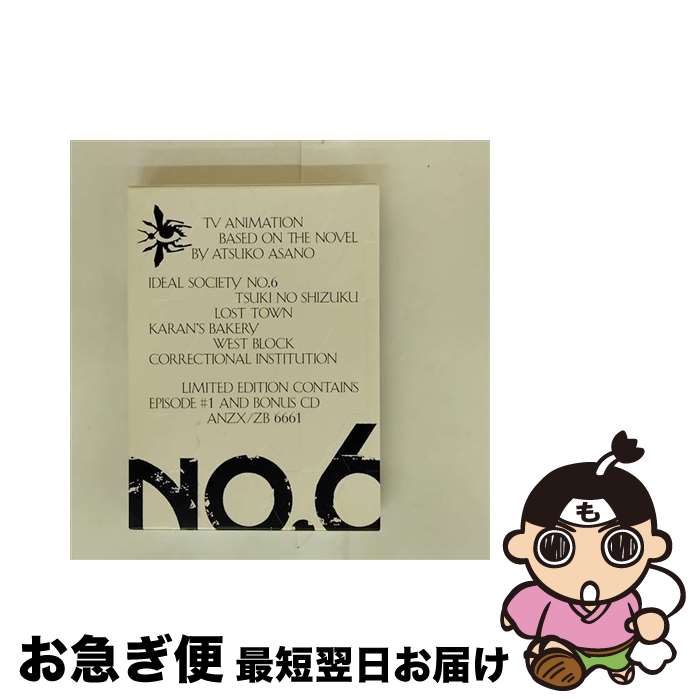 TV ANIMATION
BASED ON THE NOVEL
BY ATSUKO ASANO
IDEAL SOCIETY NO.6
TSUKI NO SHIZUKU
LOST TOWN
KARAN'S BAKERY
WEST BLOCK
CORRECTIONAL INSTITUTION
LIMITED EDITION CONTAINS
EPISODE #1 AND BONUS CD
ANZX/ZB 6661
NO.6
も
お急ぎ便 最短翌日お届け